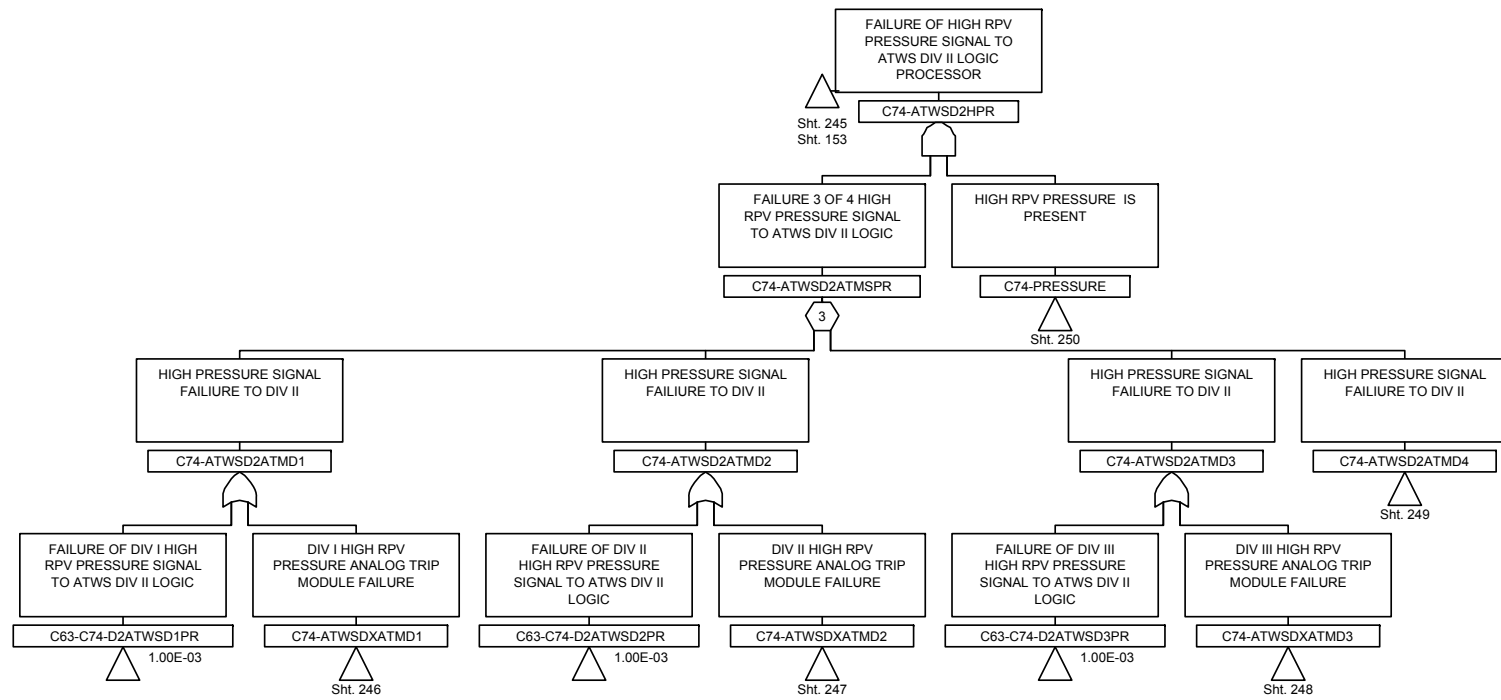 FAILURE OF HIGH RPV
PRESSURE SIGNAL TO
ATWS DIV II LOGIC
PROCESSOR
C74-ATWSD2HPR
Sht. 245
Sht. 153
FAILURE 3 OF 4 HIGH
RPV PRESSURE SIGNAL
TO ATWS DIV II LOGIC
C74-ATWSD2ATMSPR
3
HIGH RPV PRESSURE IS
PRESENT
C74-PRESSURE
Sht. 250
HIGH PRESSURE SIGNAL
FAILIURE TO DIV II
C74-ATWSD2ATMD1
HIGH PRESSURE SIGNAL
FALIURE TO DIV II
C74-ATWSD2ATMD2
HIGH PRESSURE SIGNAL
FALIURE TO DIV II
C74-ATWSD2ATMD3
HIGH PRESSURE SIGNAL
FALIURE TO DIV II
C74-ATWSD2ATMD4
Sht. 249
FAILURE OF DIV I HIGH
RPV PRESSURE SIGNAL
TO ATWS DIV II LOGIC
C63-C74-D2ATWSD1PR
1.00E-03
DIV I HIGH RPV
PRESSURE ANALOG TRIP
MODULE FAILURE
C74-ATWSDXATMD1
Sht. 246
FAILURE OF DIV II
HIGH RPV PRESSURE
SIGNAL TO ATWS DIV II
LOGIC
C63-C74-D2ATWSD2PR
1.00E-03
DIV II HIGH RPV
PRESSURE ANALOG TRIP
MODULE FAILURE
C74-ATWSDXATMD2
Sht. 247
FAILURE OF DIV III
HIGH RPV PRESSURE
SIGNAL TO ATWS DIV II
LOGIC
C63-C74-D2ATWSD3PR
1.00E-03
DIV III HIGH RPV
PRESSURE ANALOG TRIP
MODULE FAILURE
C74-ATWSDXATMD3
Sht. 248